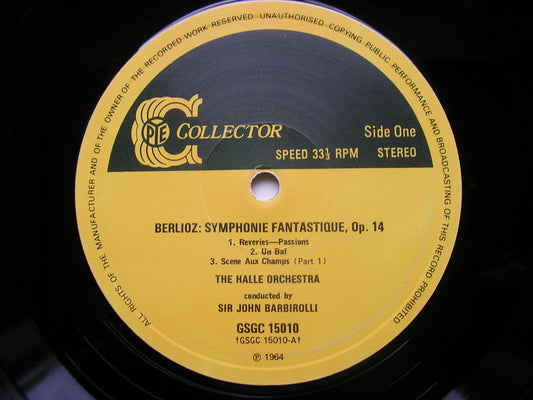 ALL RIGHTS OF THE MANUFACTURER AND OF THE OWNER OF THE RECORDED WORK RESERVED. UNAUTHORISED COPYING PUBLIC PERFORMANCE AND BROADCASTING OF THIS RECORD PROHIBITED
PYE COLLECTOR
Side One
SPEED 33⅓ RPM STEREO
BERLIOZ: SYMPHONIE FANTASTIQUE, Op. 14
1. Reveries—Passions
2. Un Bal
3. Scene Aux Champs (Part 1)
THE HALLE ORCHESTRA
conducted by
SIR JOHN BARBIROLLI
GSGC 15010
†GSGC 15010-A†
℗ 1964